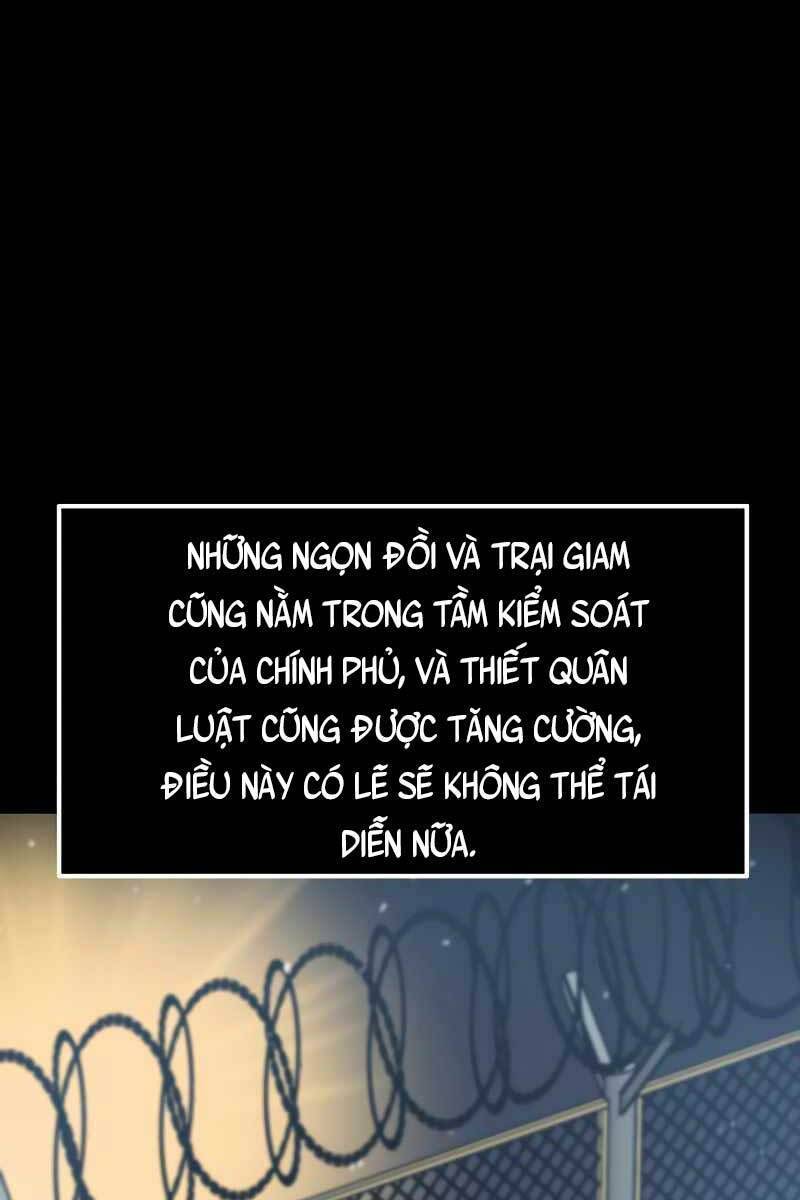 NHỮNG NGỌN ĐỒI VÀ TRẠI GIAM
CŨNG NẰM TRONG TẦM KIỂM SOÁT
CỦA CHÍNH PHỦ, VÀ THIẾT QUÂN
LUẬT CŨNG ĐƯỢC TĂNG CƯỜNG,
ĐIỀU NÀY CÓ LẼ SẼ KHÔNG THỂ TÁI
DIỄN NỮA.